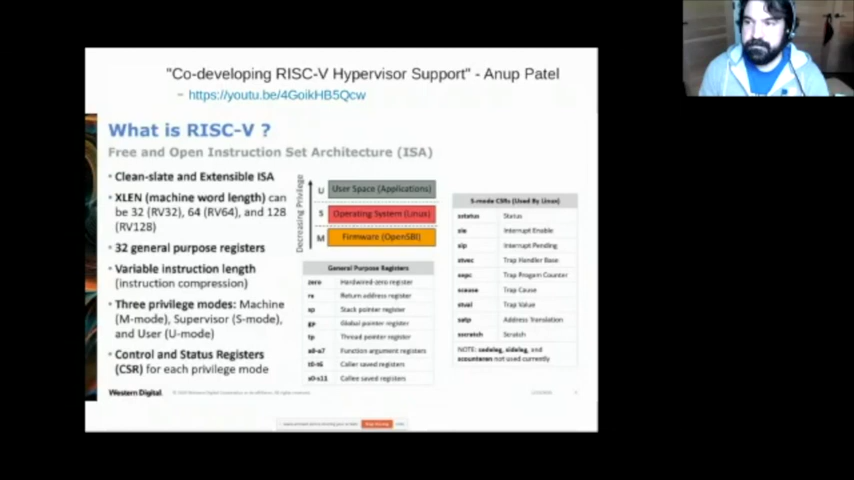 "Co-developing RISC-V Hypervisor Support" - Anup Patel
– https://youtu.be/4GoikHB5Qcw
What is RISC-V ?
Free and Open Instruction Set Architecture (ISA)
• Clean-slate and Extensible ISA
• XLEN (machine word length) can
be 32 (RV32), 64 (RV64), and 128
(RV128)
• 32 general purpose registers
• Variable instruction length
(instruction compression)
• Three privilege modes: Machine
(M-mode), Supervisor (S-mode),
and User (U-mode)
• Control and Status Registers
(CSR) for each privilege mode
Decreasing Privilege
U User Space (Applications)
S Operating System (Linux)
M Firmware (OpenSBI)
General Purpose Registers
zero Hardwired-zero register
ra Return address register
sp Stack pointer register
gp Global pointer register
tp Thread pointer register
a0-a7 Function argument registers
t0-t6 Caller saved registers
s0-s11 Callee saved registers
S-mode CSRs (Used By Linux)
sstatus Status
sie Interrupt Enable
sip Interrupt Pending
stvec Trap Handler Base
sepc Trap Progam Counter
scause Trap Cause
stval Trap Value
satp Address Translation
sscratch Scratch
NOTE: sedeleg, sideleg, and
scounteren not used currently
Western Digital